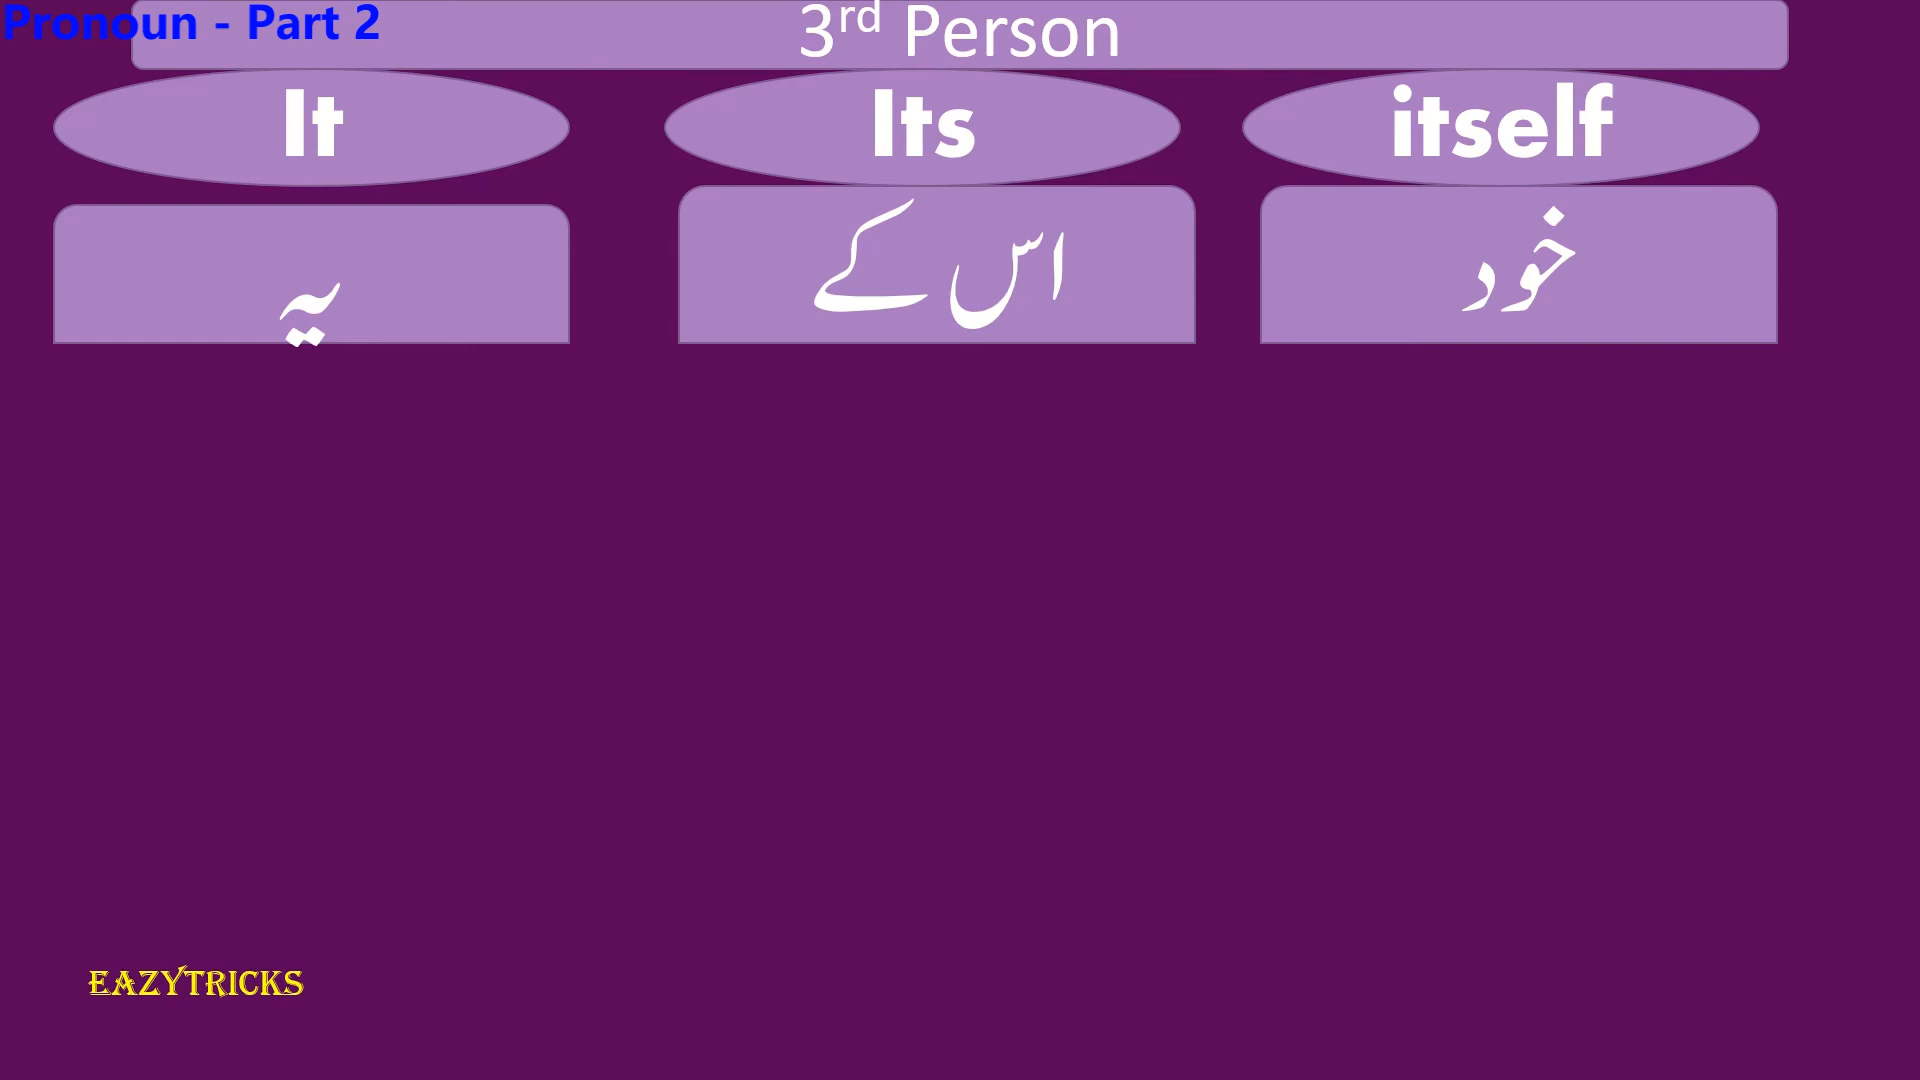 Pronoun - Part 2
3rd Person
It
Its
itself
یہ
اس کے
خود
EAZYTRICKS